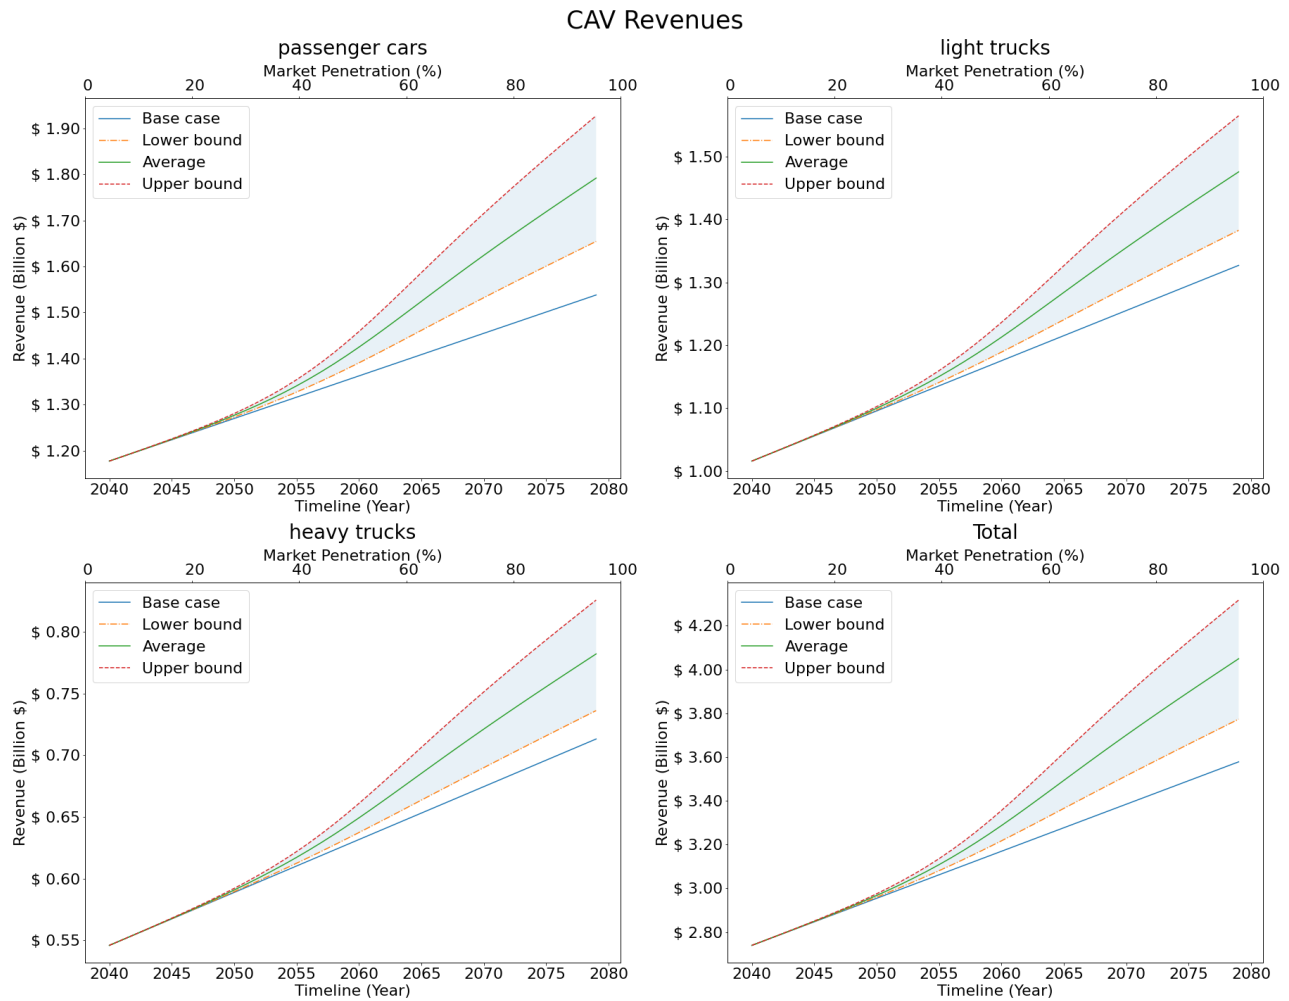 CAV Revenues
passenger cars
Market Penetration (%)
0 20 40 60 80 100
Base case
Lower bound
Average
Upper bound
Revenue (Billion $)
$ 1.90
$ 1.80
$ 1.70
$ 1.60
$ 1.50
$ 1.40
$ 1.30
$ 1.20
2040 2045 2050 2055 2060 2065 2070 2075 2080
Timeline (Year)
light trucks
Market Penetration (%)
0 20 40 60 80 100
Base case
Lower bound
Average
Upper bound
Revenue (Billion $)
$ 1.50
$ 1.40
$ 1.30
$ 1.20
$ 1.10
$ 1.00
2040 2045 2050 2055 2060 2065 2070 2075 2080
Timeline (Year)
heavy trucks
Market Penetration (%)
0 20 40 60 80 100
Base case
Lower bound
Average
Upper bound
Revenue (Billion $)
$ 0.80
$ 0.75
$ 0.70
$ 0.65
$ 0.60
$ 0.55
2040 2045 2050 2055 2060 2065 2070 2075 2080
Timeline (Year)
Total
Market Penetration (%)
0 20 40 60 80 100
Base case
Lower bound
Average
Upper bound
Revenue (Billion $)
$ 4.20
$ 4.00
$ 3.80
$ 3.60
$ 3.40
$ 3.20
$ 3.00
$ 2.80
2040 2045 2050 2055 2060 2065 2070 2075 2080
Timeline (Year)